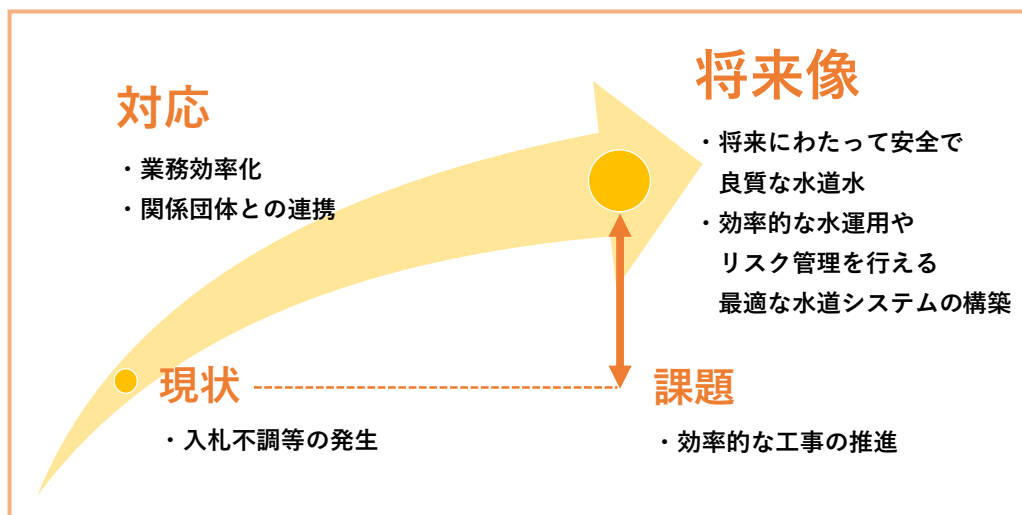 対応
・業務効率化
・関係団体との連携
将来像
・将来にわたって安全で
良質な水道水
・効率的な水運用や
リスク管理を行える
最適な水道システムの構築
現状
・入札不調等の発生
課題
・効率的な工事の推進